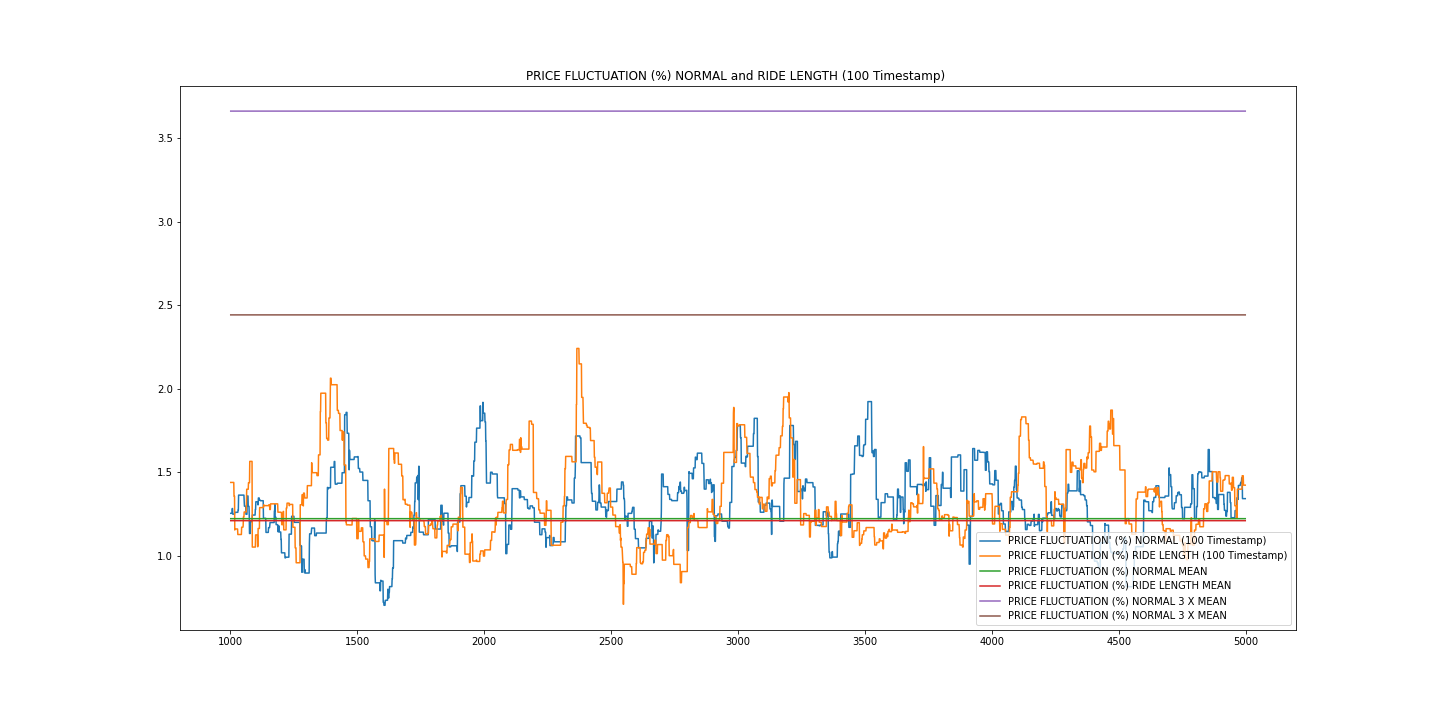 PRICE FLUCTUATION (%) NORMAL and RIDE LENGTH (100 Timestamp)
3.5
3.0
2.5
2.0
1.5
1.0
PRICE FLUCTUATION' (%) NORMAL (100 Timestamp)
PRICE FLUCTUATION (%) RIDE LENGTH (100 Timestamp)
PRICE FLUCTUATION (%) NORMAL MEAN
PRICE FLUCTUATION (%) RIDE LENGTH MEAN
PRICE FLUCTUATION (%) NORMAL 3 X MEAN
PRICE FLUCTUATION (%) NORMAL 3 X MEAN
1000 1500 2000 2500 3000 3500 4000 4500 5000